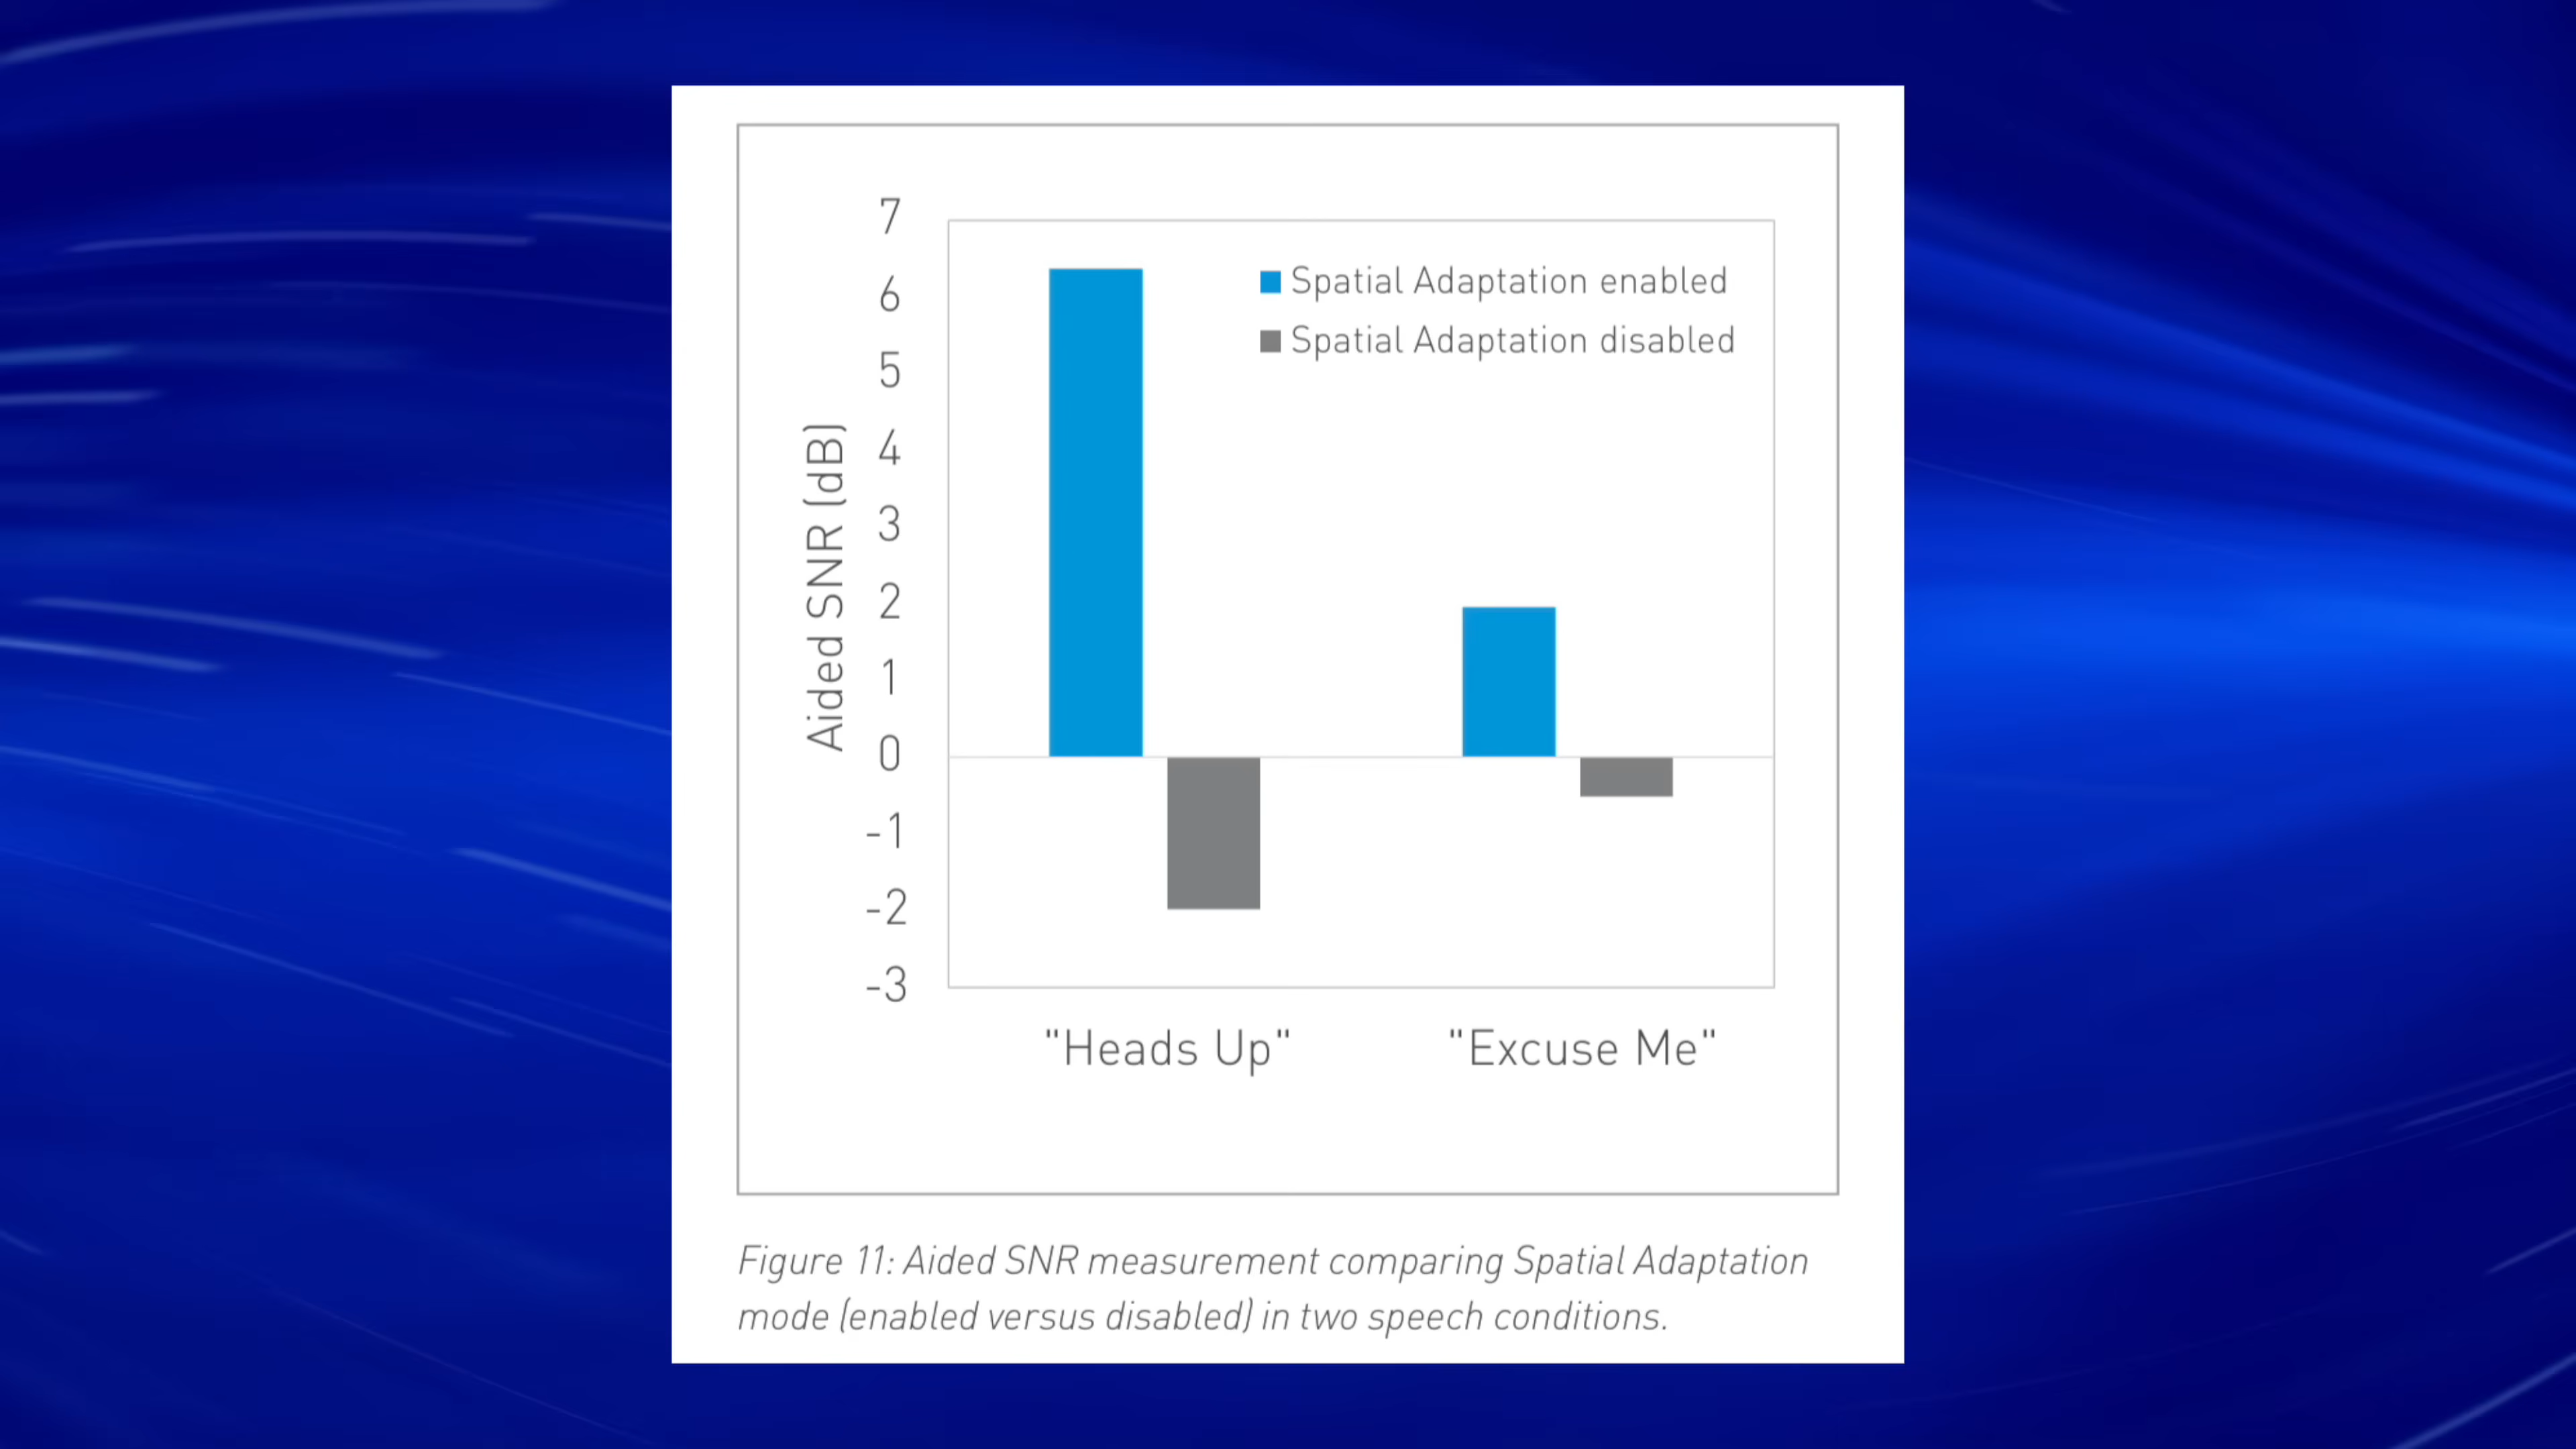 7
6
5
4
3
2
1
0
-1
-2
-3
Aided SNR (dB)
Spatial Adaptation enabled
Spatial Adaptation disabled
"Heads Up"
"Excuse Me"
Figure 11: Aided SNR measurement comparing Spatial Adaptation
mode (enabled versus disabled) in two speech conditions.